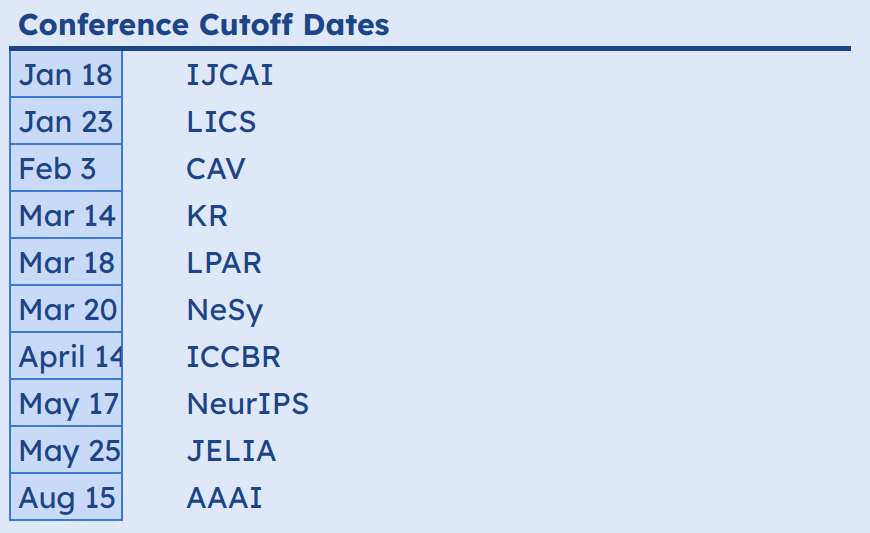 Conference Cutoff Dates
Jan 18 IJCAI
Jan 23 LICS
Feb 3 CAV
Mar 14 KR
Mar 18 LPAR
Mar 20 NeSy
April 14 ICCBR
May 17 NeurIPS
May 25 JELIA
Aug 15 AAAI